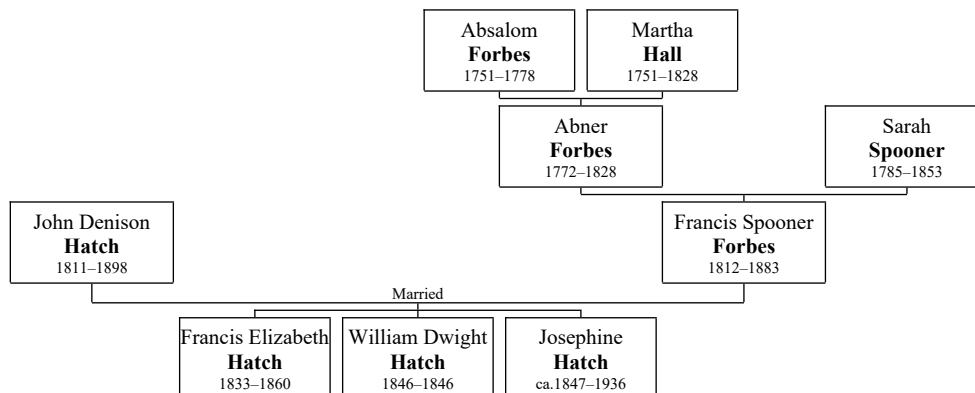 Absalom
Forbes
1751–1778
Martha
Hall
1751–1828
Abner
Forbes
1772–1828
Sarah
Spooner
1785–1853
John Denison
Hatch
1811–1898
Francis Spooner
Forbes
1812–1883
Married
Francis Elizabeth
Hatch
1833–1860
William Dwight
Hatch
1846–1846
Josephine
Hatch
ca.1847–1936